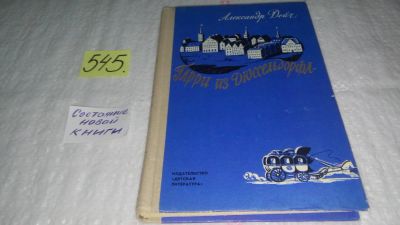 545.
Состояние
новой
книги
Александр Дейч
Гарри из Дюссельдорфа
ИЗДАТЕЛЬСТВО
«ДЕТСКАЯ
ЛИТЕРАТУРА»